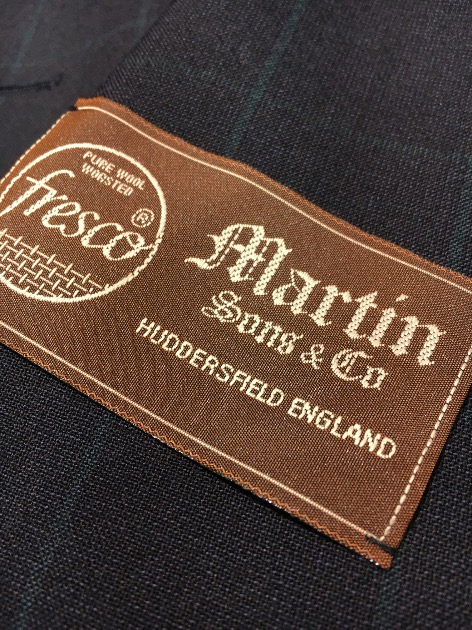 PURE WOOL
WORSTED
fresco®
Martin
Sons & Co
HUDDERSFIELD ENGLAND